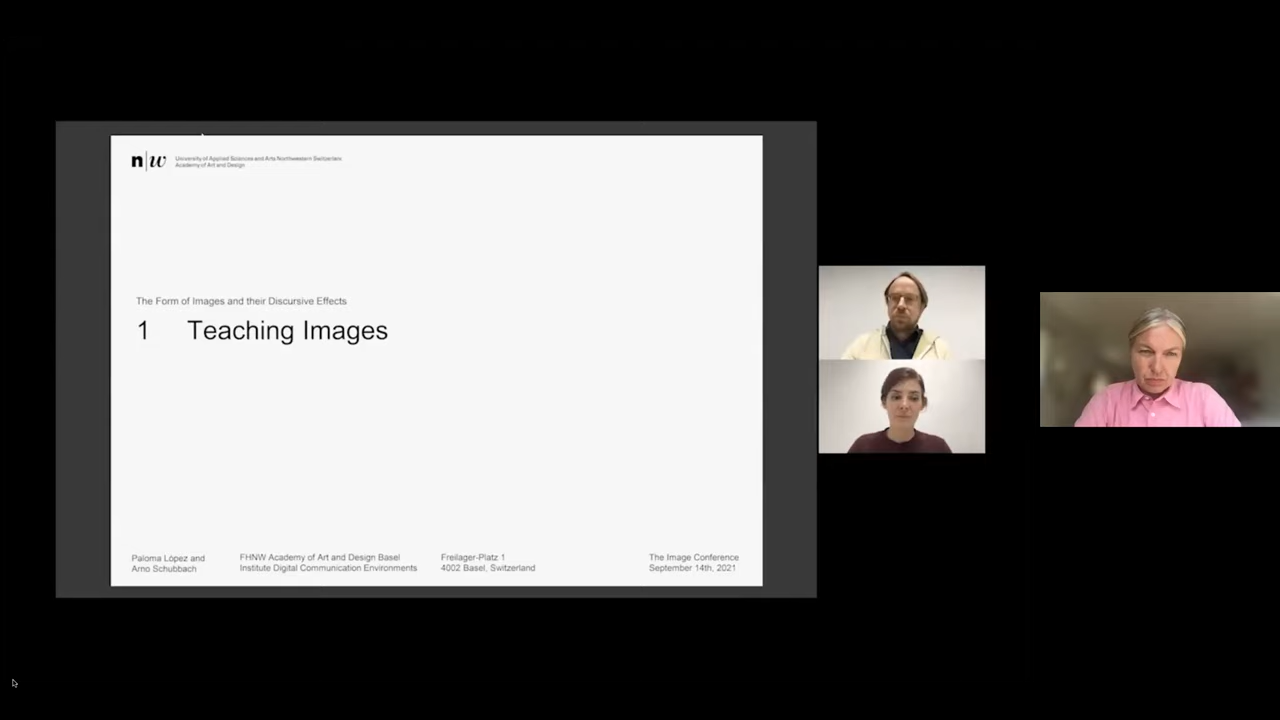 n|w
University of Applied Sciences and Arts Northwestern Switzerland
Academy of Art and Design
The Form of Images and their Discursive Effects
1 Teaching Images
Paloma López and
Arno Schubbach
FHNW Academy of Art and Design Basel
Institute Digital Communication Environments
Freilager-Platz 1
4002 Basel, Switzerland
The Image Conference
September 14th, 2021